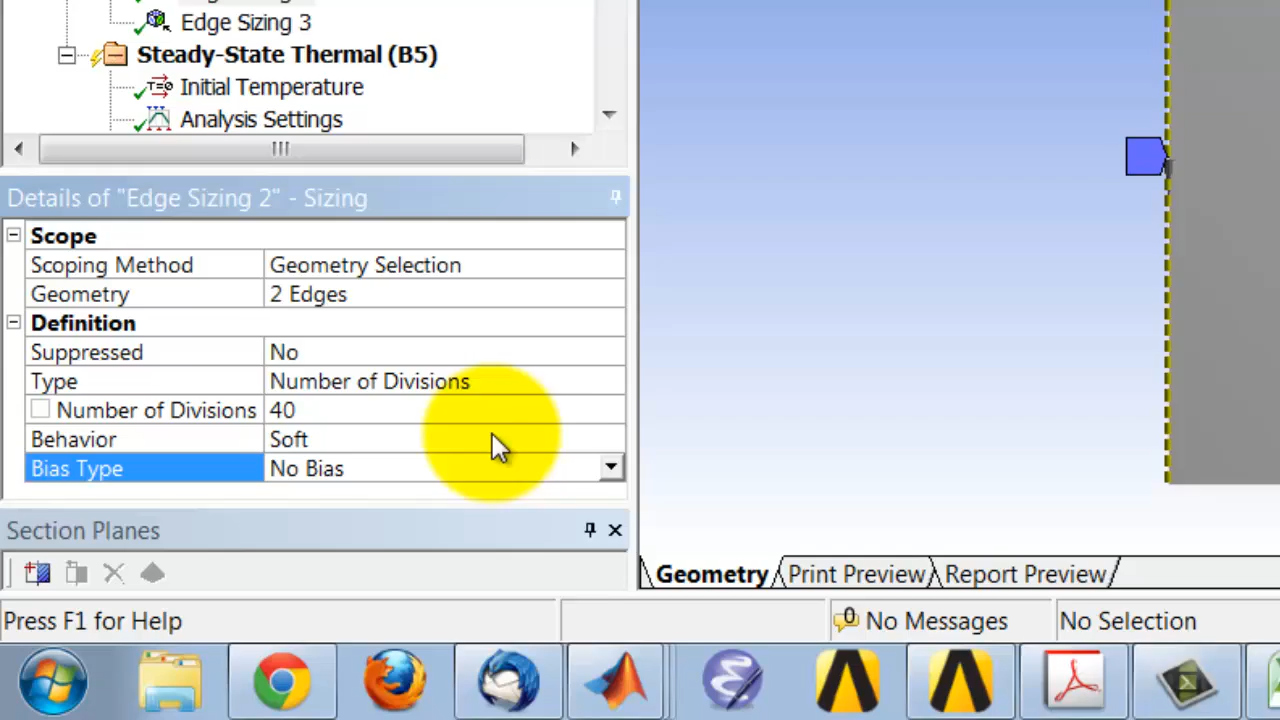 Edge Sizing 3
Steady-State Thermal (B5)
Initial Temperature
Analysis Settings
Details of "Edge Sizing 2" - Sizing
Scope
Scoping Method Geometry Selection
Geometry 2 Edges
Definition
Suppressed No
Type Number of Divisions
Number of Divisions 40
Behavior Soft
Bias Type No Bias
Section Planes
Geometry Print Preview Report Preview
Press F1 for Help 0 No Messages No Selection